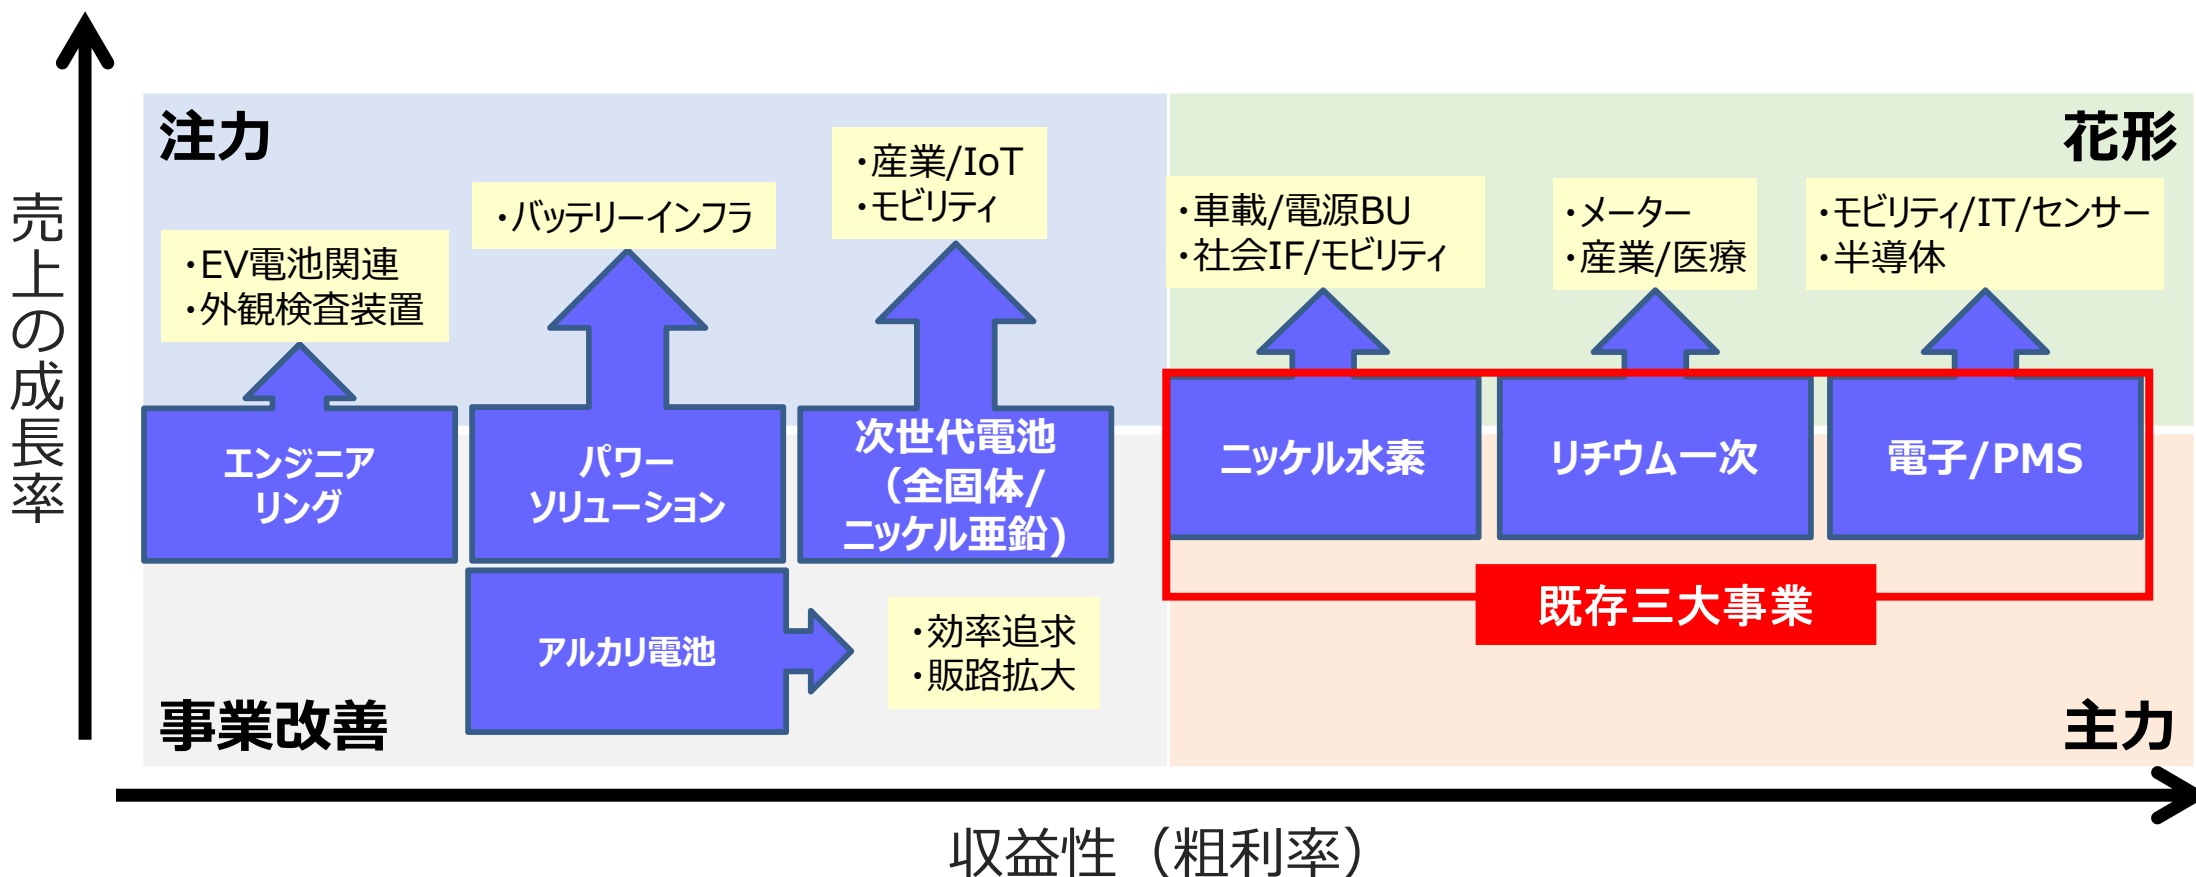 売上の成長率
注力
花形
・EV電池関連
・外観検査装置
・バッテリーインフラ
・産業/IoT
・モビリティ
・車載/電源BU
・社会IF/モビリティ
・メーター
・産業/医療
・モビリティ/IT/センサー
・半導体
エンジニア
リング
パワー
ソリューション
次世代電池
（全固体/
ニッケル亜鉛)
ニッケル水素
リチウム一次
電子/PMS
既存三大事業
アルカリ電池
・効率追求
・販路拡大
事業改善
主力
収益性（粗利率）